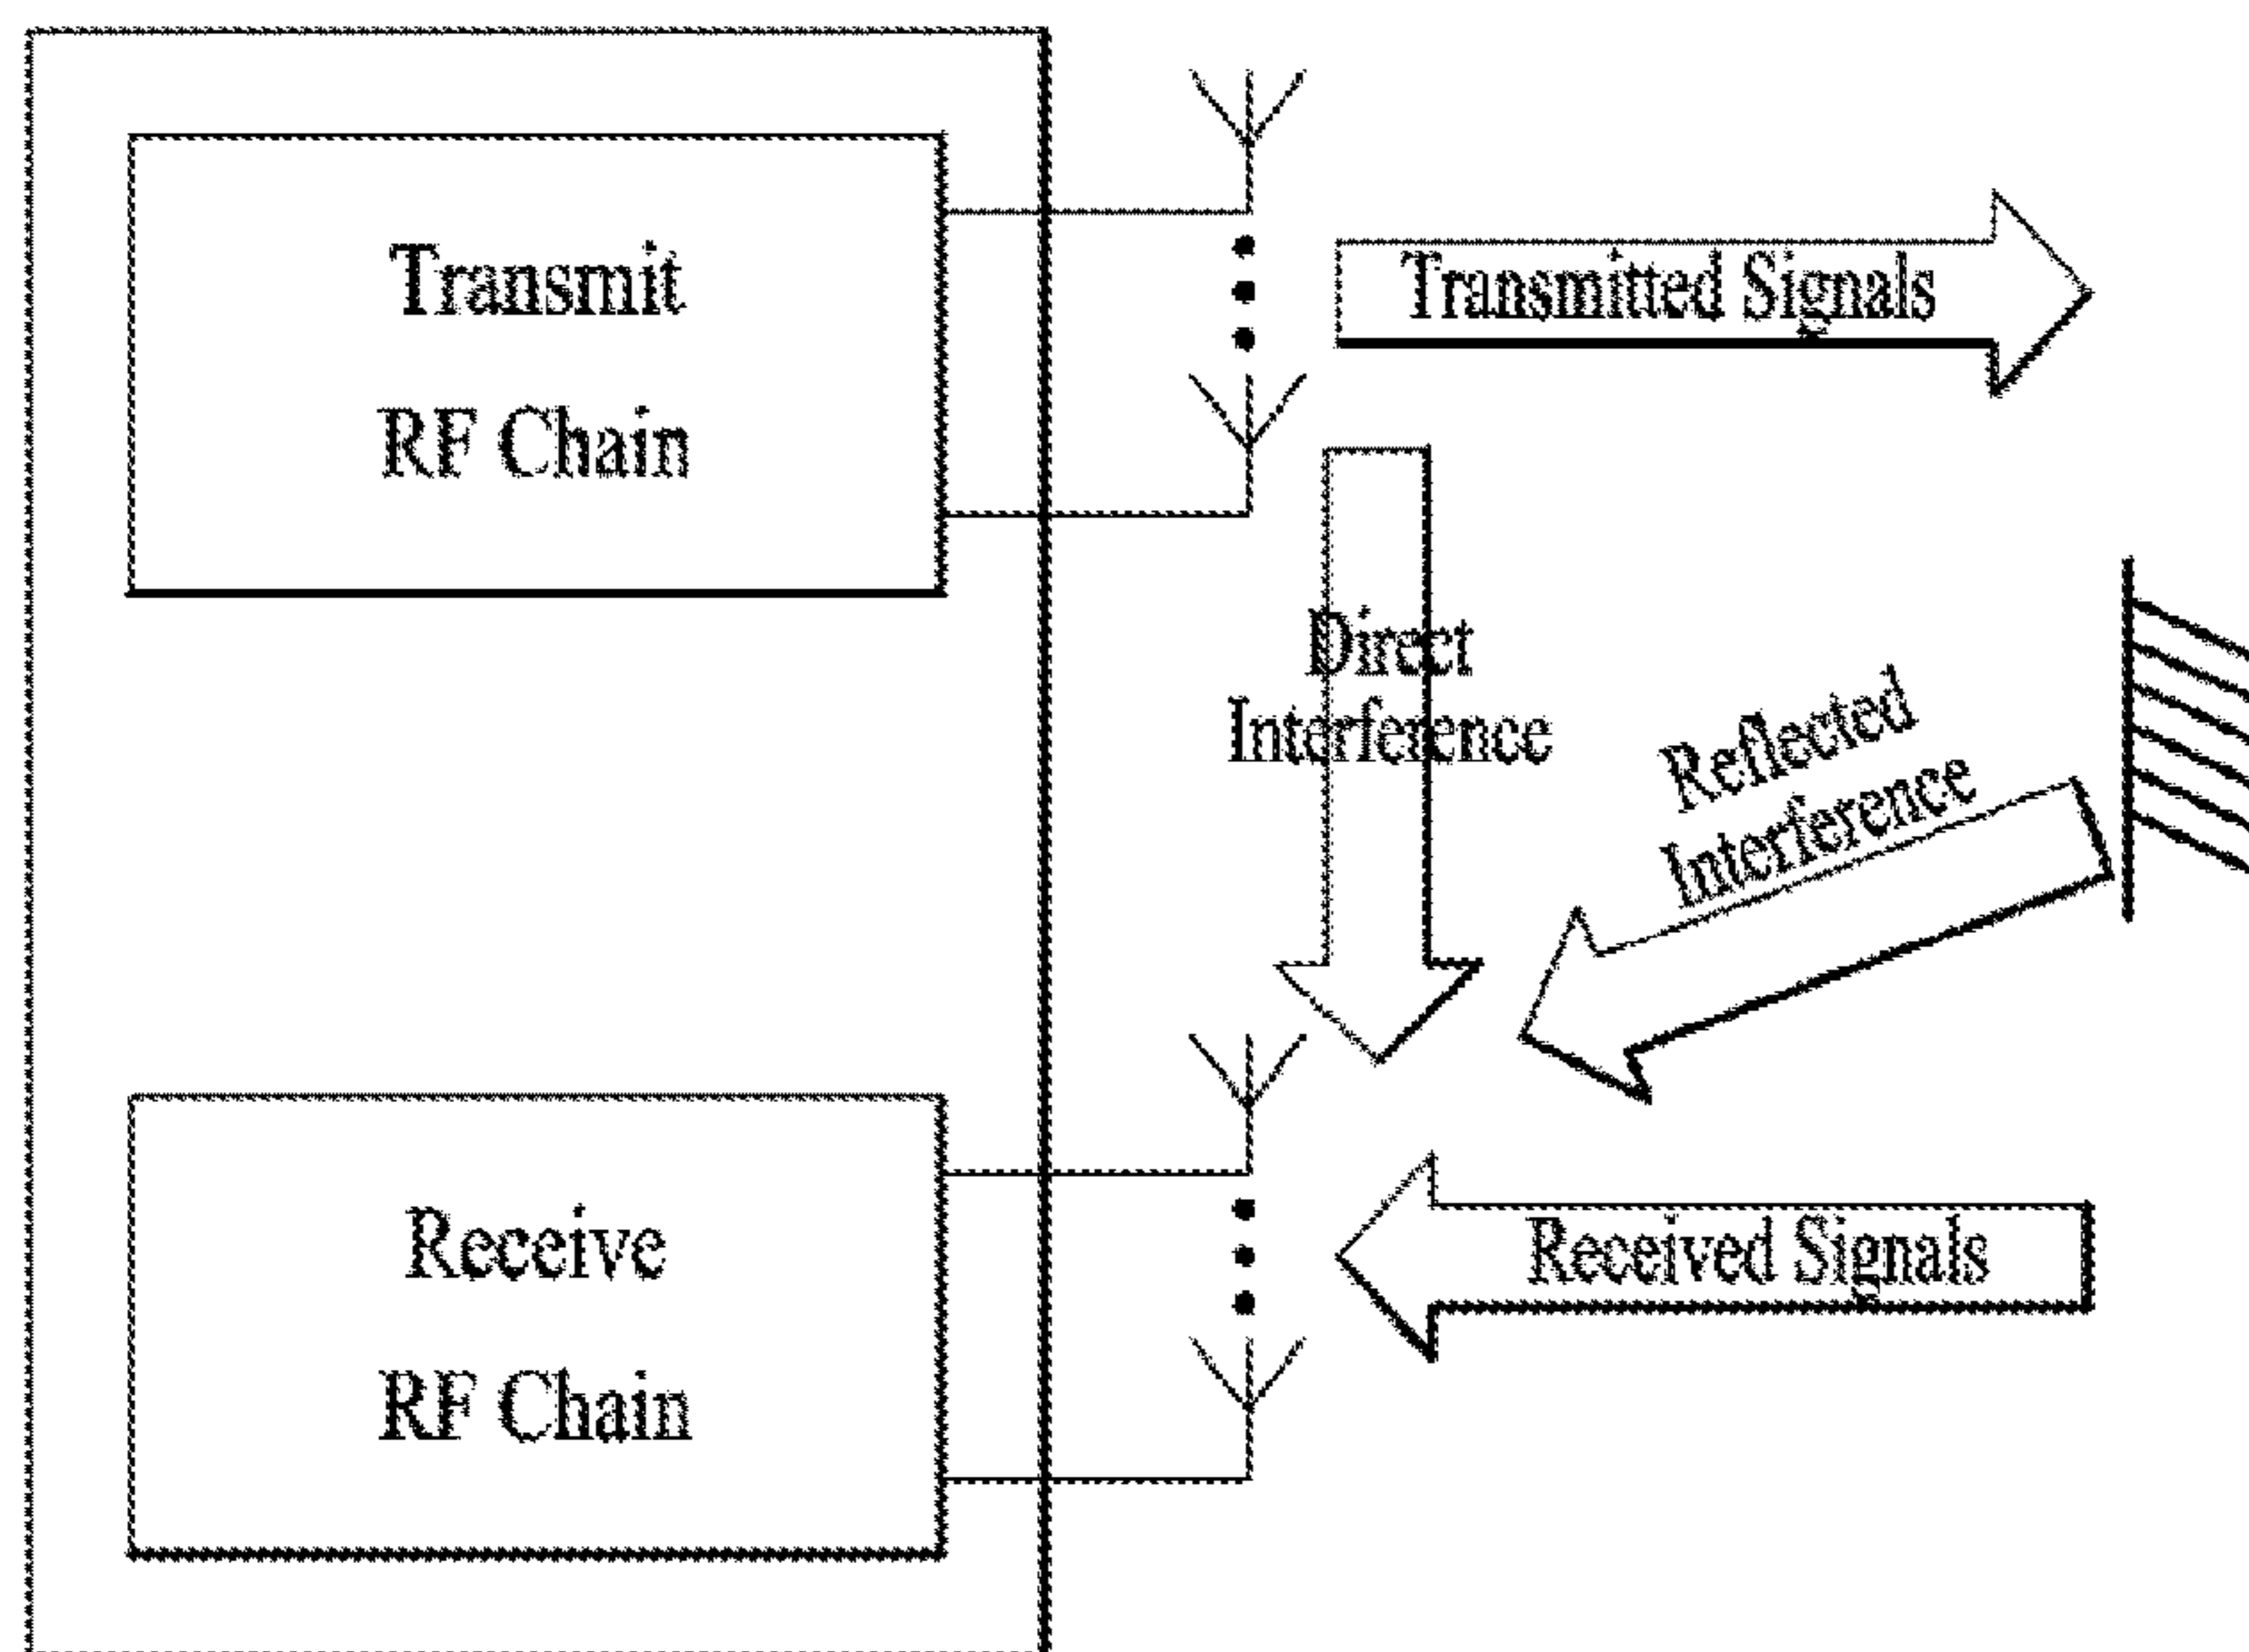 Transmit
RF Chain
Transmitted Signals
Direct
Interference
Reflected
Interference
Receive
RF Chain
Received Signals